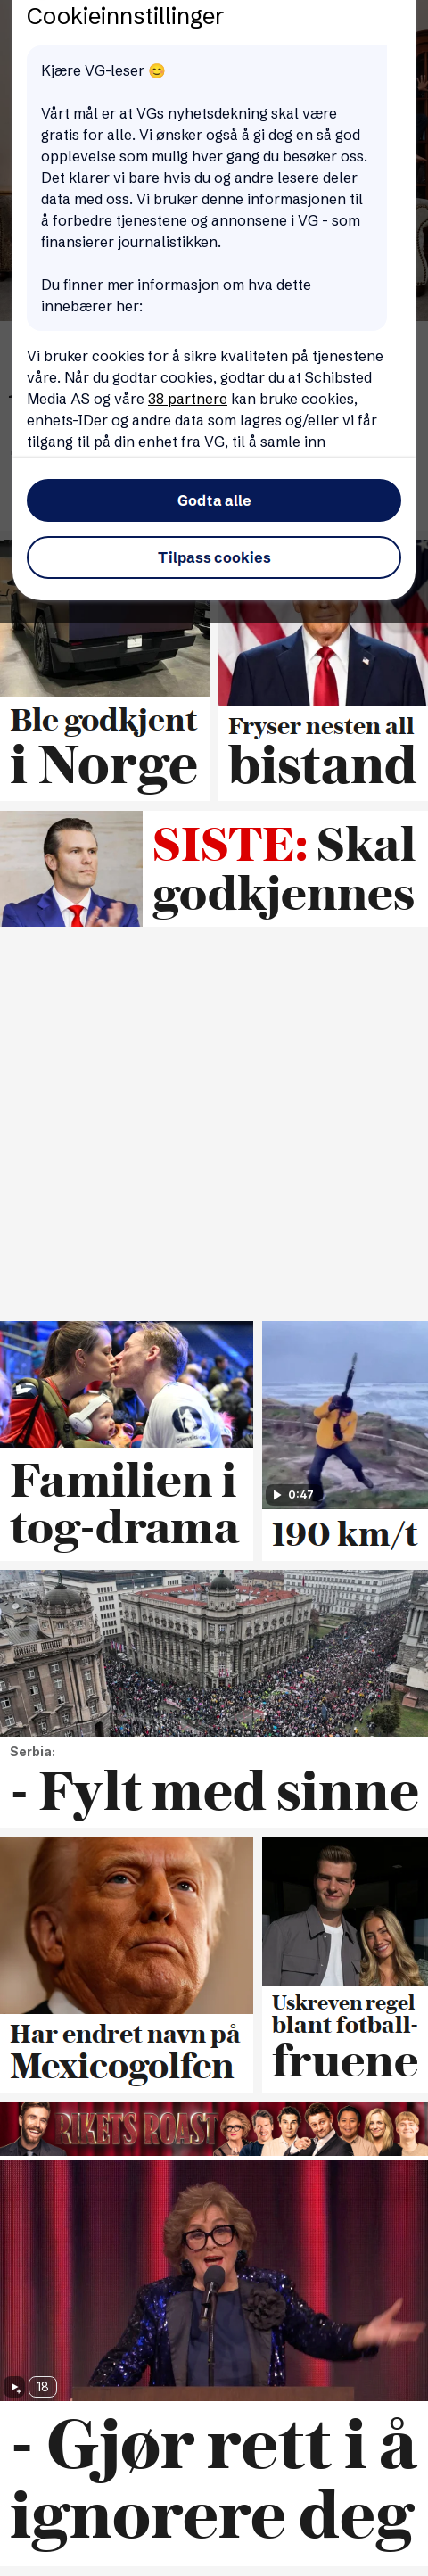 Cookieinnstillinger
Kjære VG-leser 😊
Vårt mål er at VGs nyhetsdekning skal være
gratis for alle. Vi ønsker også å gi deg en så god
opplevelse som mulig hver gang du besøker oss.
Det klarer vi bare hvis du og andre lesere deler
data med oss. Vi bruker denne informasjonen til
å forbedre tjenestene og annonsene i VG - som
finansierer journalistikken.
Du finner mer informasjon om hva dette
innebærer her:
Vi bruker cookies for å sikre kvaliteten på tjenestene
våre. Når du godtar cookies, godtar du at Schibsted
Media AS og våre 38 partnere kan bruke cookies,
enhets-IDer og andre data som lagres og/eller vi får
tilgang til på din enhet fra VG, til å samle inn
Godta alle
Tilpass cookies
Ble godkjent
i Norge
Fryser nesten all
bistand
SISTE: Skal
godkjennes
Familien i
tog-drama
0:47
190 km/t
Serbia:
- Fylt med sinne
Har endret navn på
Mexicogolfen
Uskreven regel
blant fotball-
fruene
RIKETS ROAST
18
- Gjør rett i å
ignorere deg